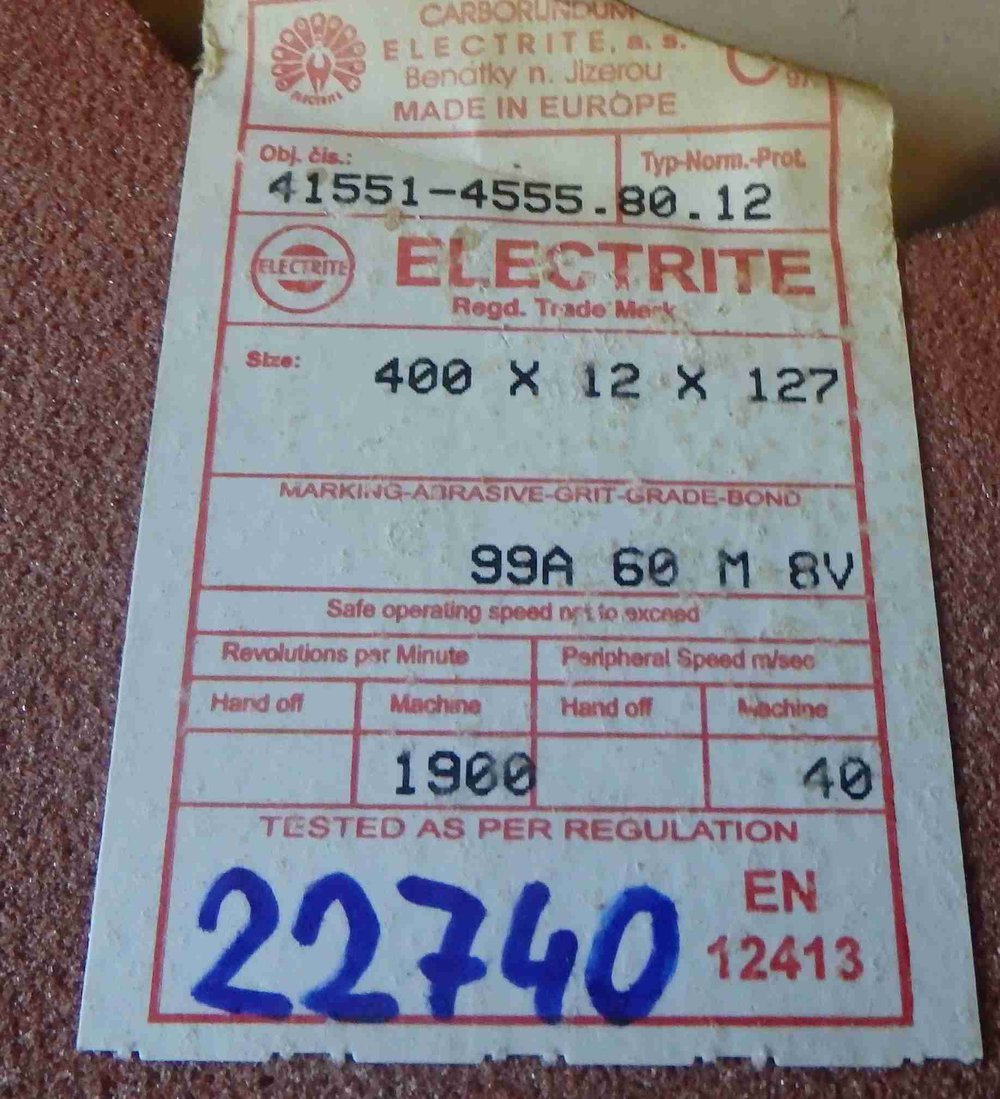 CARBORUNDUM
ELECTRITE, a. s.
Benátky n. Jizerou
MADE IN EUROPE
Obj. čís.:
Typ-Norm.-Prot.
41551-4555.80.12
ELECTRITE
ELECTRITE
Regd. Trade Mark
Size:
400 X 12 X 127
MARKING-ABRASIVE-GRIT-GRADE-BOND
99A 60 M 8V
Safe operating speed not to exceed
Revolutions per Minute
Peripheral Speed m/sec
Hand off
Machine
Hand off
Machine
1900
40
TESTED AS PER REGULATION
22740
EN
12413